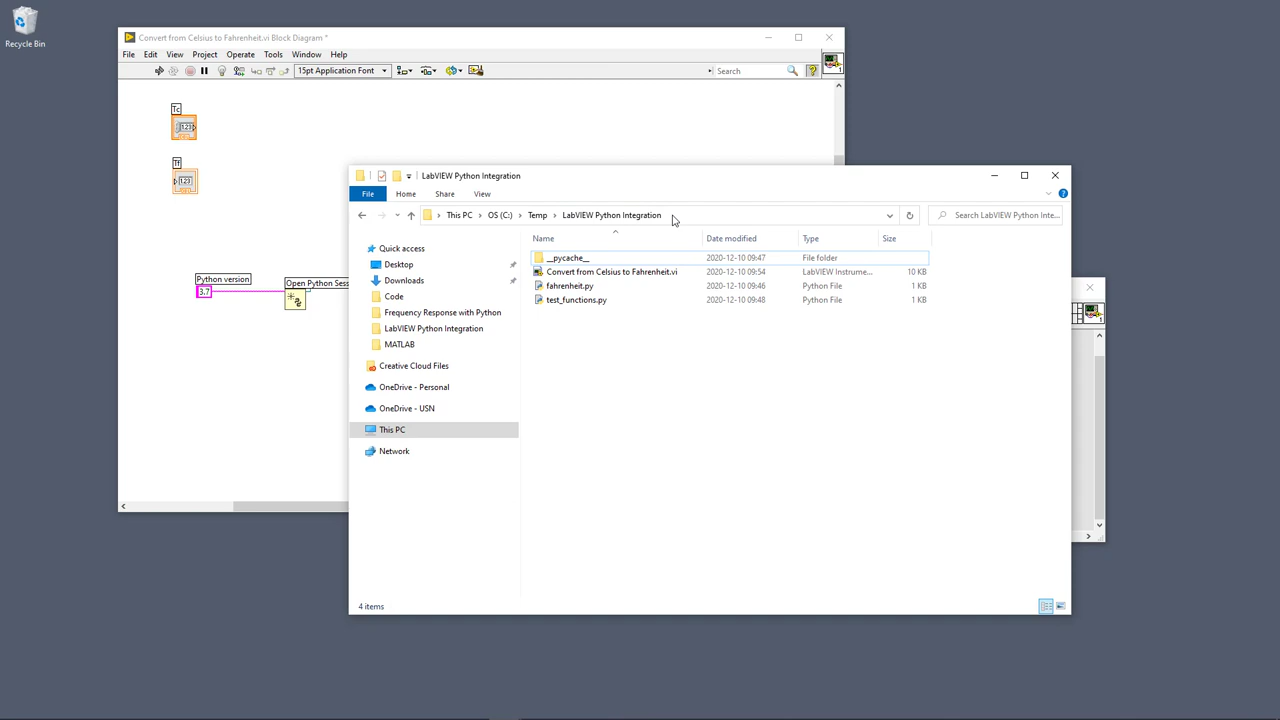 Recycle Bin
Convert from Celsius to Fahrenheit.vi Block Diagram *
File Edit View Project Operate Tools Window Help
15pt Application Font
Search
Tc
123
Tf
123
Python version
3.7
Open Python Sess
LabVIEW Python Integration
File Home Share View
This PC OS (C:) Temp LabVIEW Python Integration
Search LabVIEW Python Inte...
Name Date modified Type Size
Quick access
Desktop
Downloads
Code
Frequency Response with Python
LabVIEW Python Integration
MATLAB
Creative Cloud Files
OneDrive - Personal
OneDrive - USN
This PC
Network
__pycache__ 2020-12-10 09:47 File folder
Convert from Celsius to Fahrenheit.vi 2020-12-10 09:54 LabVIEW Instrume... 10 KB
fahrenheit.py 2020-12-10 09:46 Python File 1 KB
test_functions.py 2020-12-10 09:48 Python File 1 KB
4 items